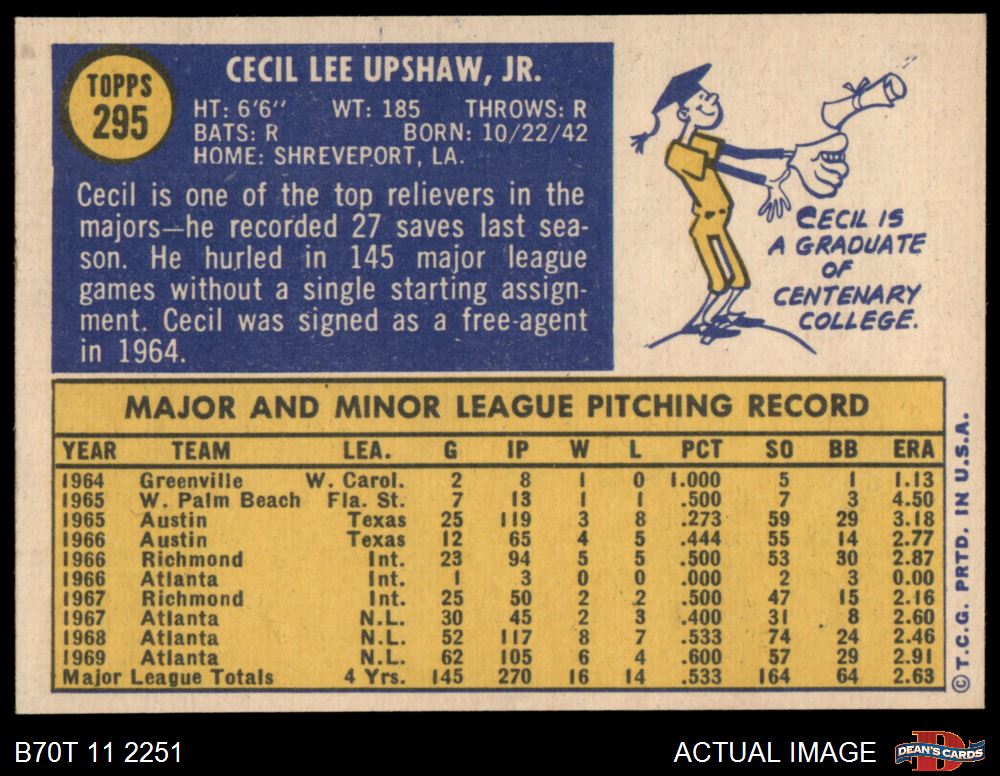 TOPPS
295
CECIL LEE UPSHAW, JR.
HT: 6'6" WT: 185 THROWS: R
BATS: R BORN: 10/22/42
HOME: SHREVEPORT, LA.
Cecil is one of the top relievers in the
majors—he recorded 27 saves last sea-
son. He hurled in 145 major league
games without a single starting assign-
ment. Cecil was signed as a free-agent
in 1964.
CECIL IS
A GRADUATE
OF
CENTENARY
COLLEGE.
MAJOR AND MINOR LEAGUE PITCHING RECORD
YEAR TEAM LEA. G IP W L PCT SO BB ERA
1964 Greenville W. Carol. 2 8 1 0 1.000 5 1 1.13
1965 W. Palm Beach Fla. St. 7 13 1 1 .500 7 3 4.50
1965 Austin Texas 25 119 3 8 .273 59 29 3.18
1966 Austin Texas 12 65 4 5 .444 55 14 2.77
1966 Richmond Int. 23 94 5 5 .500 53 30 2.87
1966 Atlanta Int. 1 3 0 0 .000 2 3 0.00
1967 Richmond Int. 25 50 2 2 .500 47 15 2.16
1967 Atlanta N.L. 30 45 2 3 .400 31 8 2.60
1968 Atlanta N.L. 52 117 8 7 .533 74 24 2.46
1969 Atlanta N.L. 62 105 6 4 .600 57 29 2.91
Major League Totals 4 Yrs. 145 270 16 14 .533 164 64 2.63
© T.C.G. PRTD. IN U.S.A.
B70T 11 2251
ACTUAL IMAGE
D
DEAN'S CARDS